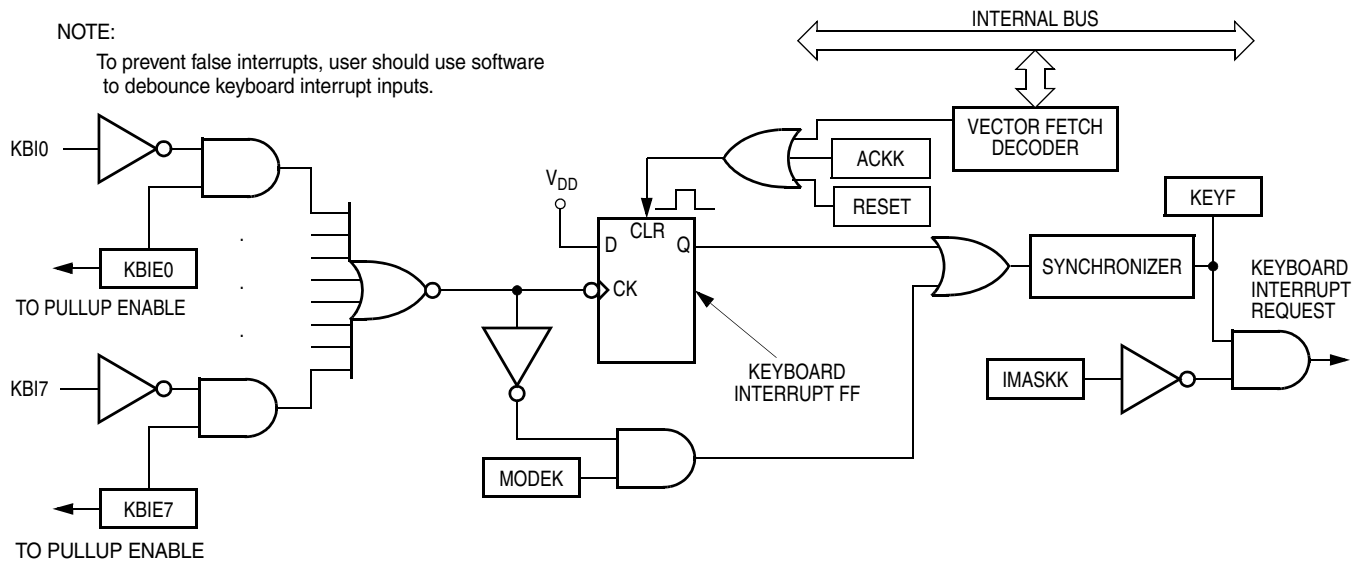 NOTE:
To prevent false interrupts, user should use software
to debounce keyboard interrupt inputs.
INTERNAL BUS
VECTOR FETCH
DECODER
ACKK
RESET
KBI0
KBIE0
TO PULLUP ENABLE
VDD
CLR
D
Q
CK
KEYBOARD
INTERRUPT FF
SYNCHRONIZER
KEYF
KEYBOARD
INTERRUPT
REQUEST
IMASKK
KBI7
KBIE7
TO PULLUP ENABLE
MODEK